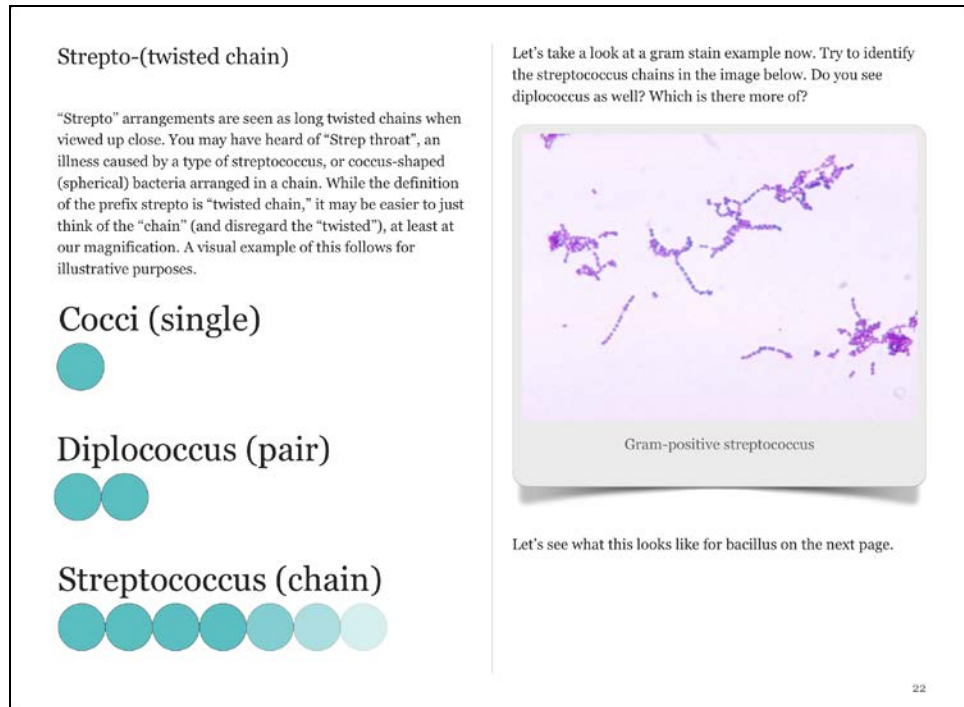 Strepto-(twisted chain)
“Strepto” arrangements are seen as long twisted chains when
viewed up close. You may have heard of “Strep throat”, an
illness caused by a type of streptococcus, or coccus-shaped
(spherical) bacteria arranged in a chain. While the definition
of the prefix strepto is “twisted chain,” it may be easier to just
think of the “chain” (and disregard the “twisted”), at least at
our magnification. A visual example of this follows for
illustrative purposes.
Cocci (single)
Diplococcus (pair)
Streptococcus (chain)
Let’s take a look at a gram stain example now. Try to identify
the streptococcus chains in the image below. Do you see
diplococcus as well? Which is there more of?
Gram-positive streptococcus
Let’s see what this looks like for bacillus on the next page.
22